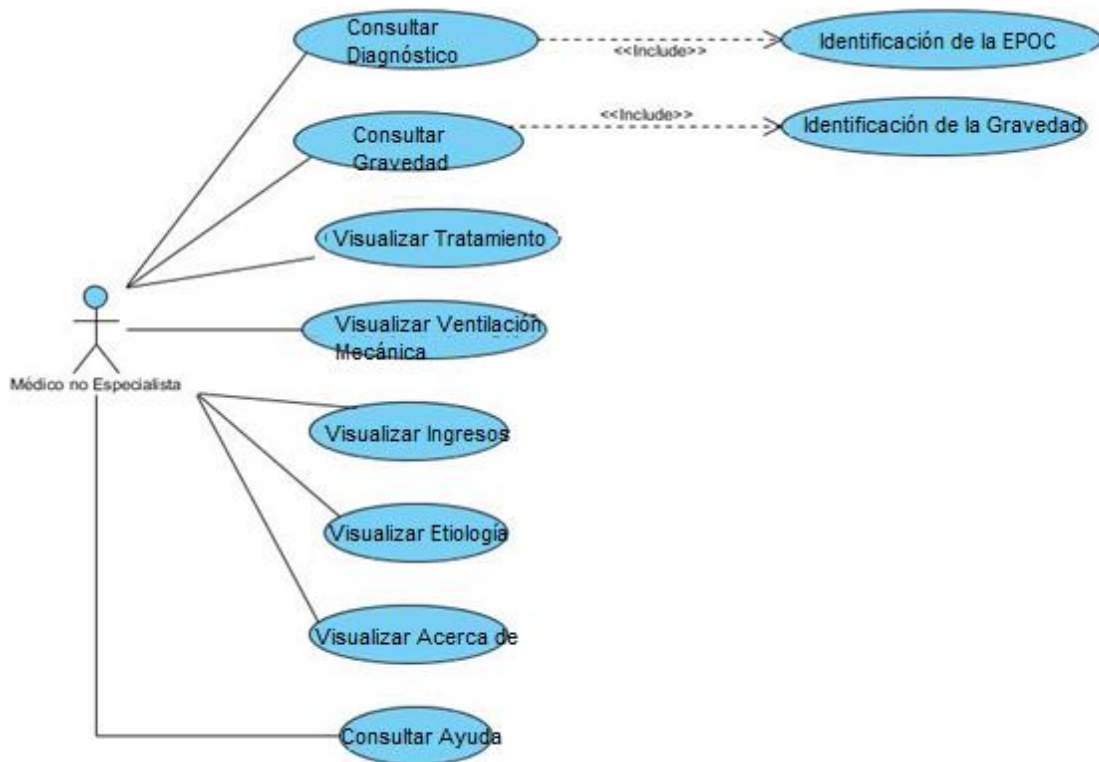 Consultar
Diagnóstico
<<Include>>
Identificación de la EPOC
Consultar
Gravedad
<<Include>>
Identificación de la Gravedad
Visualizar Tratamiento
Visualizar Ventilación
Mecánica
Médico no Especialista
Visualizar Ingresos
Visualizar Etiología
Visualizar Acerca de
Consultar Ayuda